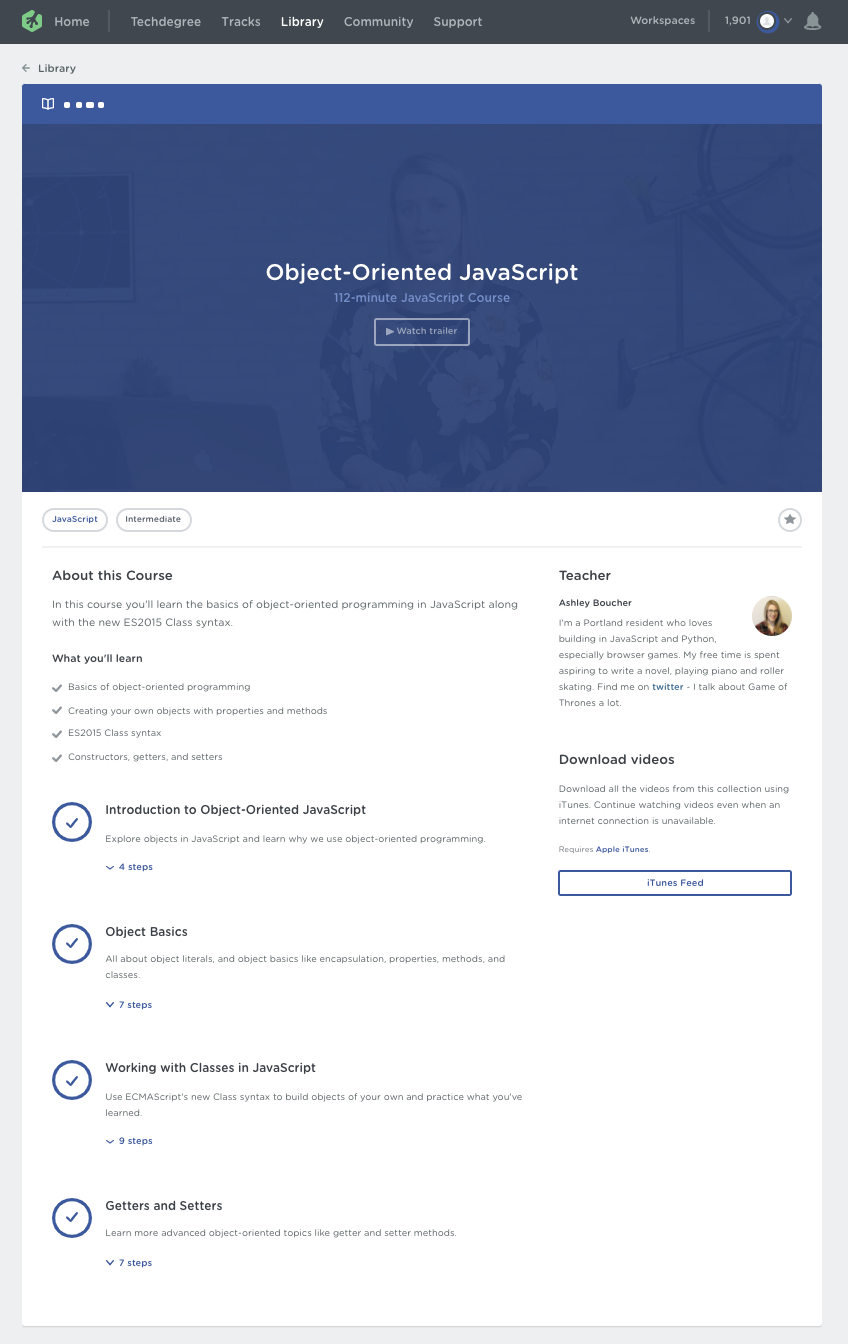 Home
Techdegree
Tracks
Library
Community
Support
Workspaces
1,901
← Library
Object-Oriented JavaScript
112-minute JavaScript Course
▶ Watch trailer
JavaScript
Intermediate
About this Course
In this course you'll learn the basics of object-oriented programming in JavaScript along
with the new ES2015 Class syntax.
What you'll learn
Basics of object-oriented programming
Creating your own objects with properties and methods
ES2015 Class syntax
Constructors, getters, and setters
Introduction to Object-Oriented JavaScript
Explore objects in JavaScript and learn why we use object-oriented programming.
4 steps
Object Basics
All about object literals, and object basics like encapsulation, properties, methods, and
classes.
7 steps
Working with Classes in JavaScript
Use ECMAScript's new Class syntax to build objects of your own and practice what you've
learned.
9 steps
Getters and Setters
Learn more advanced object-oriented topics like getter and setter methods.
7 steps
Teacher
Ashley Boucher
I'm a Portland resident who loves
building in JavaScript and Python,
especially browser games. My free time is spent
aspiring to write a novel, playing piano and roller
skating. Find me on twitter - I talk about Game of
Thrones a lot.
Download videos
Download all the videos from this collection using
iTunes. Continue watching videos even when an
internet connection is unavailable.
Requires Apple iTunes.
iTunes Feed